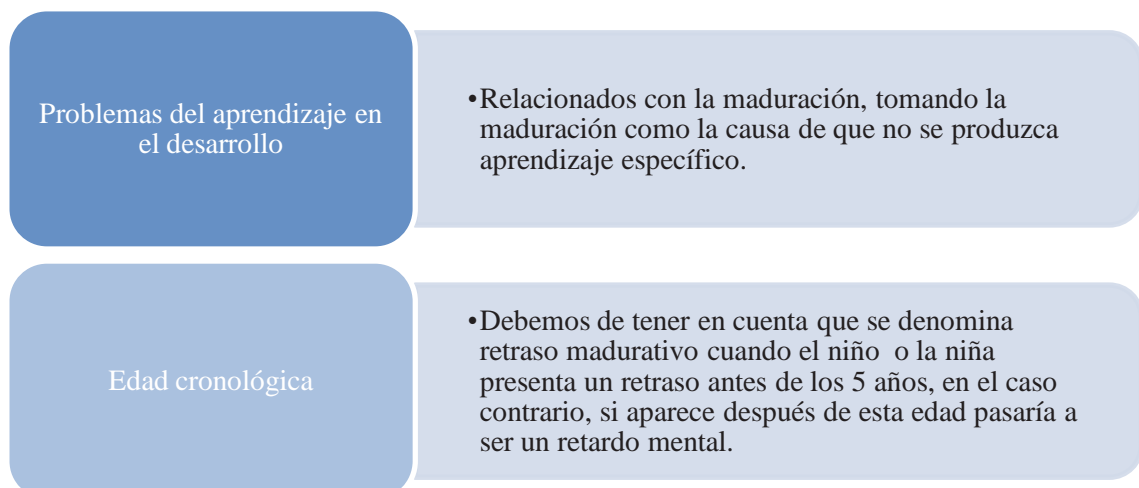 Problemas del aprendizaje en
el desarrollo
•Relacionados con la maduración, tomando la
maduración como la causa de que no se produzca
aprendizaje específico.
Edad cronológica
•Debemos de tener en cuenta que se denomina
retraso madurativo cuando el niño  o la niña
presenta un retraso antes de los 5 años, en el caso
contrario, si aparece después de esta edad pasaría a
ser un retardo mental.